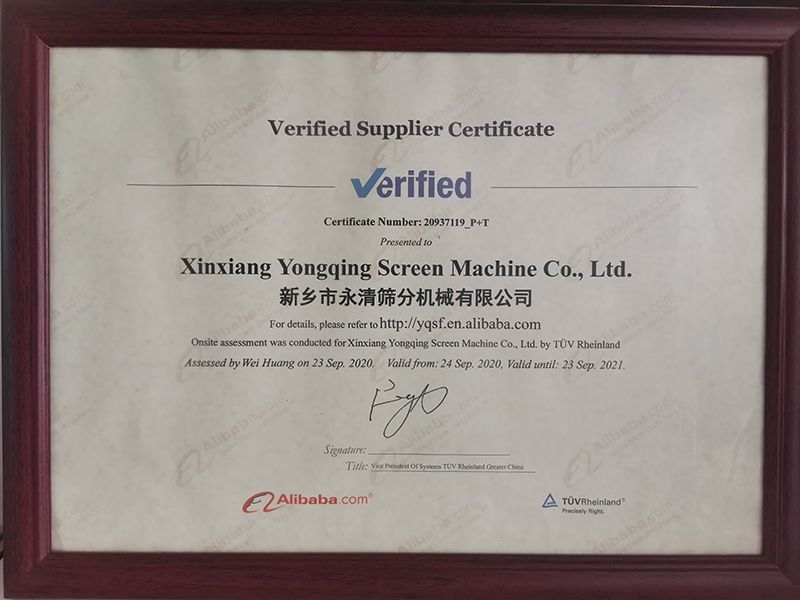 Verified Supplier Certificate
Verified
Certificate Number: 20937119_P+T
Presented to
Xinxiang Yongqing Screen Machine Co., Ltd.
新乡市永清筛分机械有限公司
For details, please refer to http://yqsf.en.alibaba.com
Onsite assessment was conducted for Xinxiang Yongqing Screen Machine Co., Ltd. by TÜV Rheinland
Assessed by Wei Huang on 23 Sep. 2020. Valid from: 24 Sep. 2020, Valid until: 23 Sep. 2021.
Signature:
Title: Vice President Of Systems TÜV Rheinland Greater China
Alibaba.com®
TÜVRheinland®
Precisely Right.